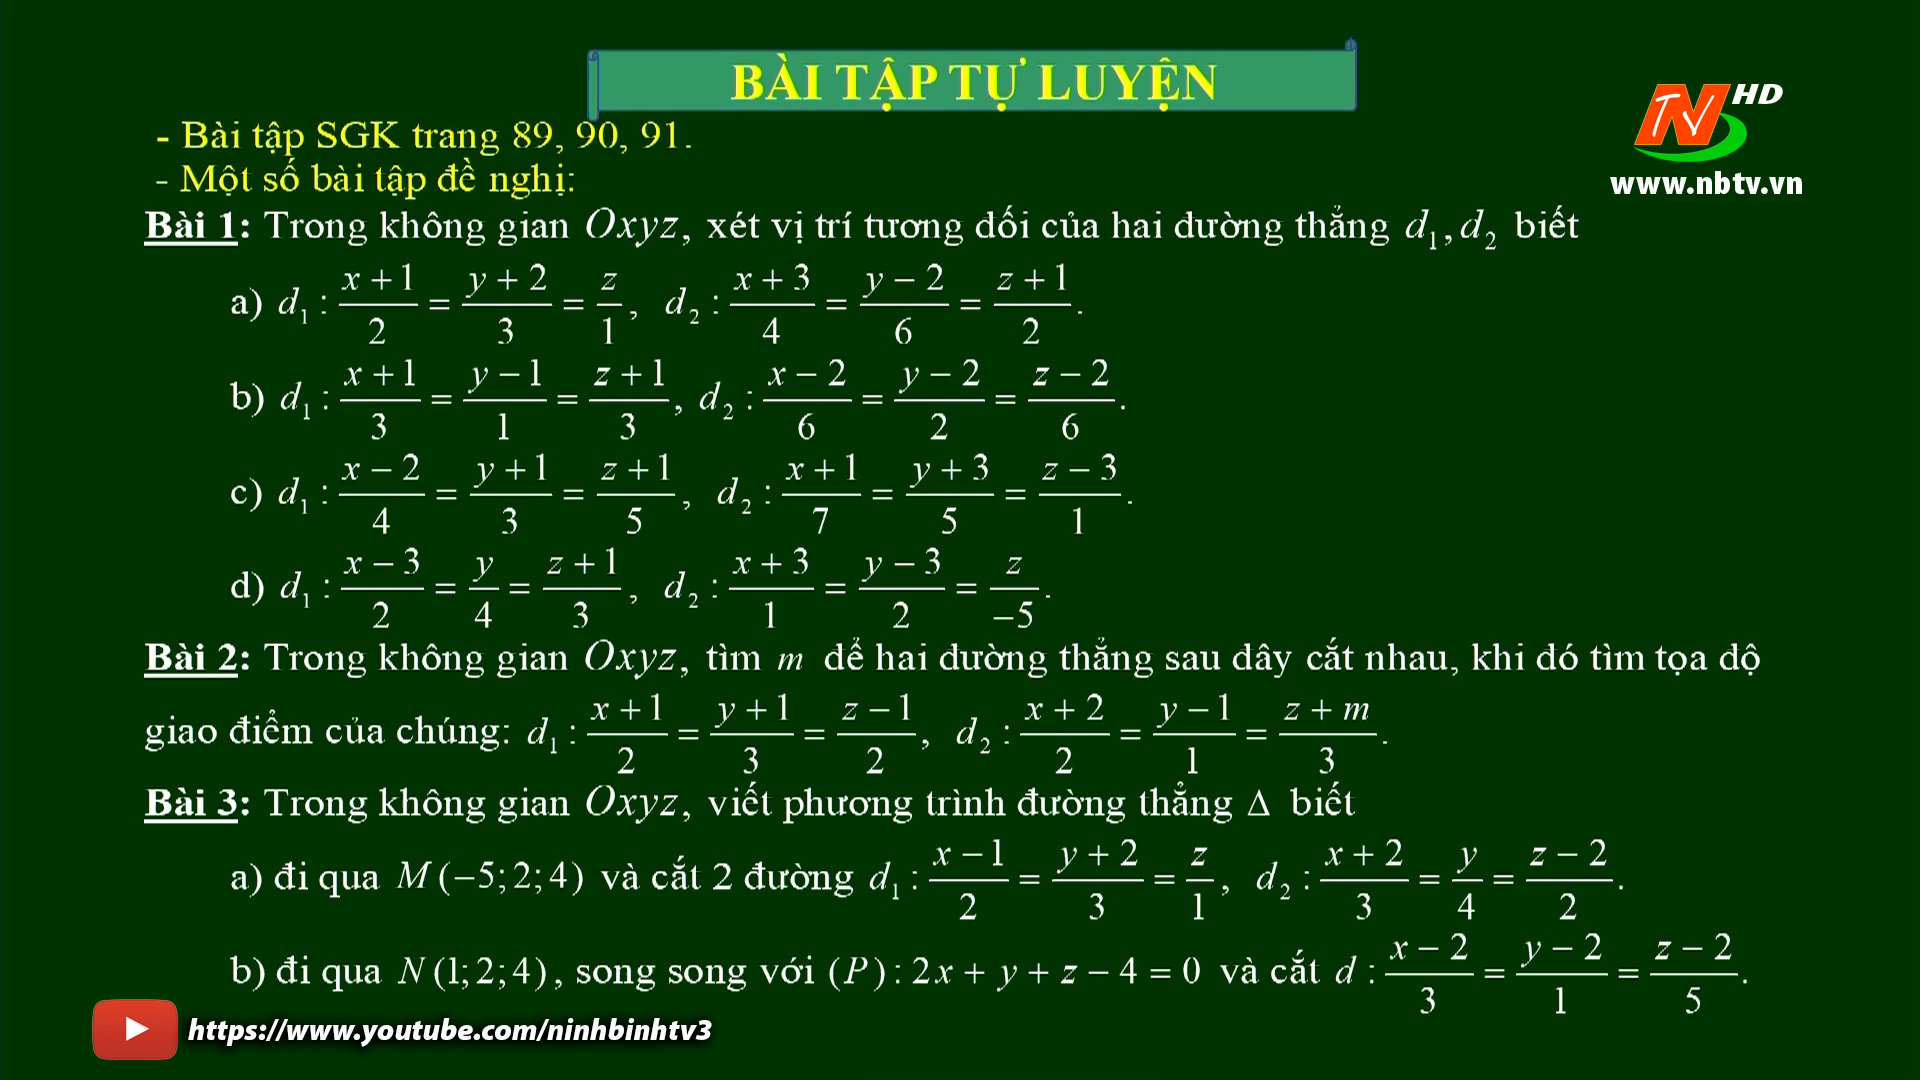 BÀI TẬP TỰ LUYỆN
TV HD
www.nbtv.vn
- Bài tập SGK trang 89, 90, 91.
- Một số bài tập đề nghị:
Bài 1: Trong không gian Oxyz, xét vị trí tương đối của hai đường thẳng d₁, d₂ biết
a) d₁ : (x + 1)/2 = (y + 2)/3 = z/1, d₂ : (x + 3)/4 = (y − 2)/6 = (z + 1)/2.
b) d₁ : (x + 1)/3 = (y − 1)/1 = (z + 1)/3, d₂ : (x − 2)/6 = (y − 2)/2 = (z − 2)/6.
c) d₁ : (x − 2)/4 = (y + 1)/3 = (z + 1)/5, d₂ : (x + 1)/7 = (y + 3)/5 = (z − 3)/1.
d) d₁ : (x − 3)/2 = y/4 = (z + 1)/3, d₂ : (x + 3)/1 = (y − 3)/2 = z/−5.
Bài 2: Trong không gian Oxyz, tìm m để hai đường thẳng sau đây cắt nhau, khi đó tìm tọa độ
giao điểm của chúng: d₁ : (x + 1)/2 = (y + 1)/3 = (z − 1)/2, d₂ : (x + 2)/2 = (y − 1)/1 = (z + m)/3.
Bài 3: Trong không gian Oxyz, viết phương trình đường thẳng Δ biết
a) đi qua M(−5; 2; 4) và cắt 2 đường d₁ : (x − 1)/2 = (y + 2)/3 = z/1, d₂ : (x + 2)/3 = y/4 = (z − 2)/2.
b) đi qua N(1; 2; 4), song song với (P) : 2x + y + z − 4 = 0 và cắt d : (x − 2)/3 = (y − 2)/1 = (z − 2)/5.
https://www.youtube.com/ninhbinhtv3